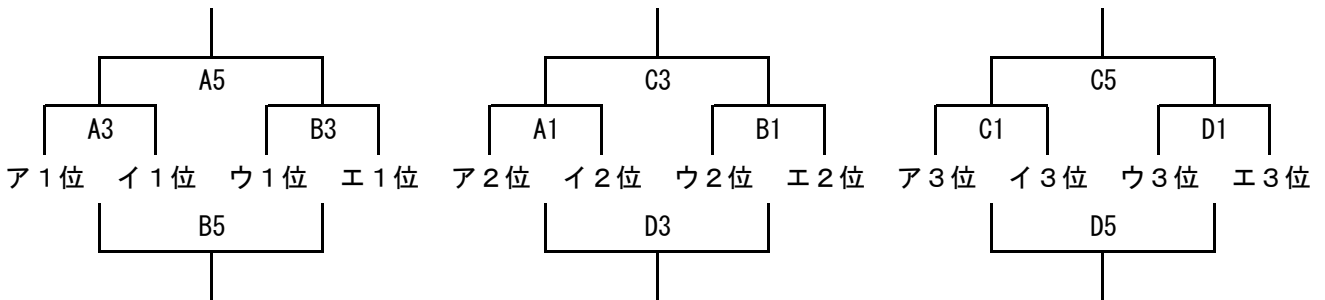 A5 C3 C5
A3 B3 A1 B1 C1 D1
ア１位 イ１位 ウ１位 エ１位 ア２位 イ２位 ウ２位 エ２位 ア３位 イ３位 ウ３位 エ３位
B5 D3 D5